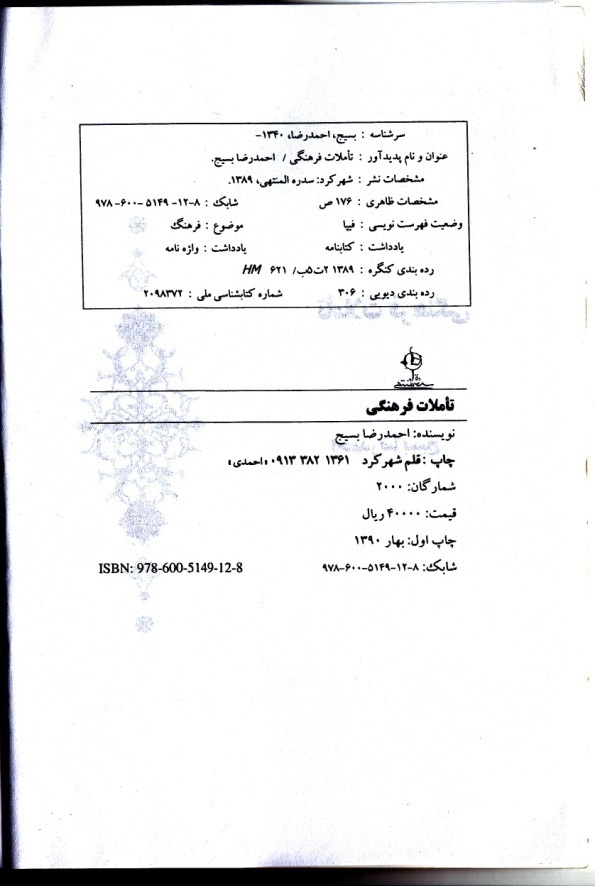 سرشناسه : بسیج، احمدرضا، ۱۳۴۰-
عنوان و نام پدیدآور : تأملات فرهنگی / احمدرضا بسیج.
مشخصات نشر : شهرکرد: سدره المنتهی، ۱۳۸۹.
مشخصات ظاهری : ۱۷۶ ص شابک : ۸-۱۲-۵۱۴۹-۶۰۰-۹۷۸
وضعیت فهرست نویسی : فیپا موضوع : فرهنگ
یادداشت : کتابنامه یادداشت : واژه نامه
رده بندی کنگره : ۱۳۸۹ ۲ت۵ب/ ۶۲۱ HM
رده بندی دیویی : ۳۰۶ شماره کتابشناسی ملی : ۲۰۹۸۳۷۲
تأملات فرهنگی
نویسنده: احمدرضا بسیج
چاپ : قلم شهرکرد ۱۳۶۱ ۳۸۲ ۰۹۱۳ «احمدی»
شمارگان: ۲۰۰۰
قیمت: ۴۰۰۰۰ ریال
چاپ اول: بهار ۱۳۹۰
شابک: ۸-۱۲-۵۱۴۹-۶۰۰-۹۷۸ ISBN: 978-600-5149-12-8